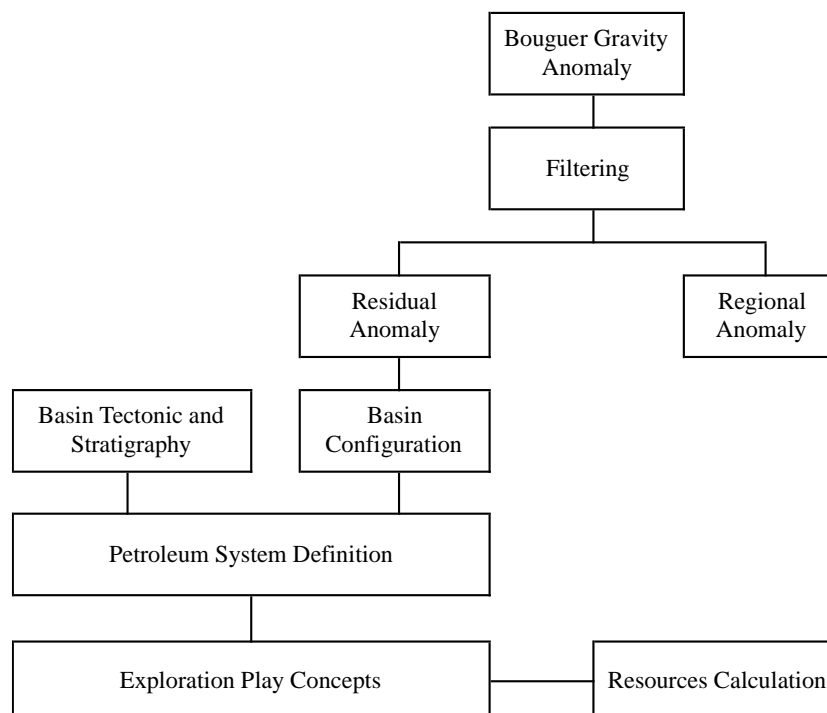 Bouguer Gravity
Anomaly
Filtering
Residual
Anomaly
Regional
Anomaly
Basin Tectonic and
Stratigraphy
Basin
Configuration
Petroleum System Definition
Exploration Play Concepts
Resources Calculation